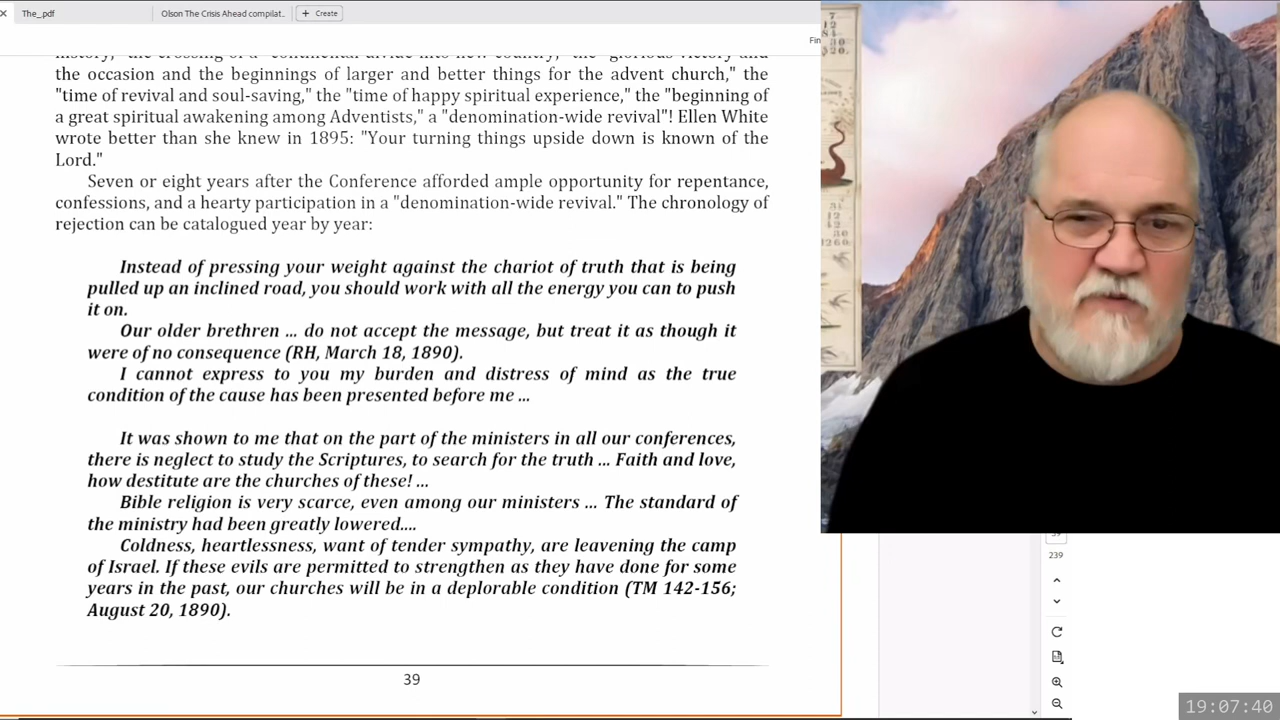 The_.pdf
Olson The Crisis Ahead compilat..
+ Create
Fin
the occasion and the beginnings of larger and better things for the advent church," the
"time of revival and soul-saving," the "time of happy spiritual experience," the "beginning of
a great spiritual awakening among Adventists," a "denomination-wide revival"! Ellen White
wrote better than she knew in 1895: "Your turning things upside down is known of the
Lord."
Seven or eight years after the Conference afforded ample opportunity for repentance,
confessions, and a hearty participation in a "denomination-wide revival." The chronology of
rejection can be catalogued year by year:
Instead of pressing your weight against the chariot of truth that is being
pulled up an inclined road, you should work with all the energy you can to push
it on.
Our older brethren ... do not accept the message, but treat it as though it
were of no consequence (RH, March 18, 1890).
I cannot express to you my burden and distress of mind as the true
condition of the cause has been presented before me ...
It was shown to me that on the part of the ministers in all our conferences,
there is neglect to study the Scriptures, to search for the truth ... Faith and love,
how destitute are the churches of these! ...
Bible religion is very scarce, even among our ministers ... The standard of
the ministry had been greatly lowered....
Coldness, heartlessness, want of tender sympathy, are leavening the camp
of Israel. If these evils are permitted to strengthen as they have done for some
years in the past, our churches will be in a deplorable condition (TM 142-156;
August 20, 1890).
39
239
19:07:40